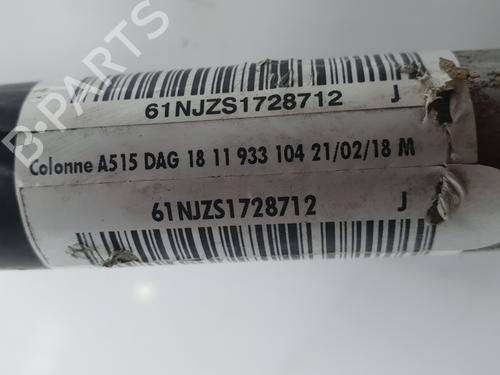 B-PARTS
61NJZS1728712 J
Colonne A515 DAG 18 11 933 104 21/02/18 M
61NJZS1728712 J